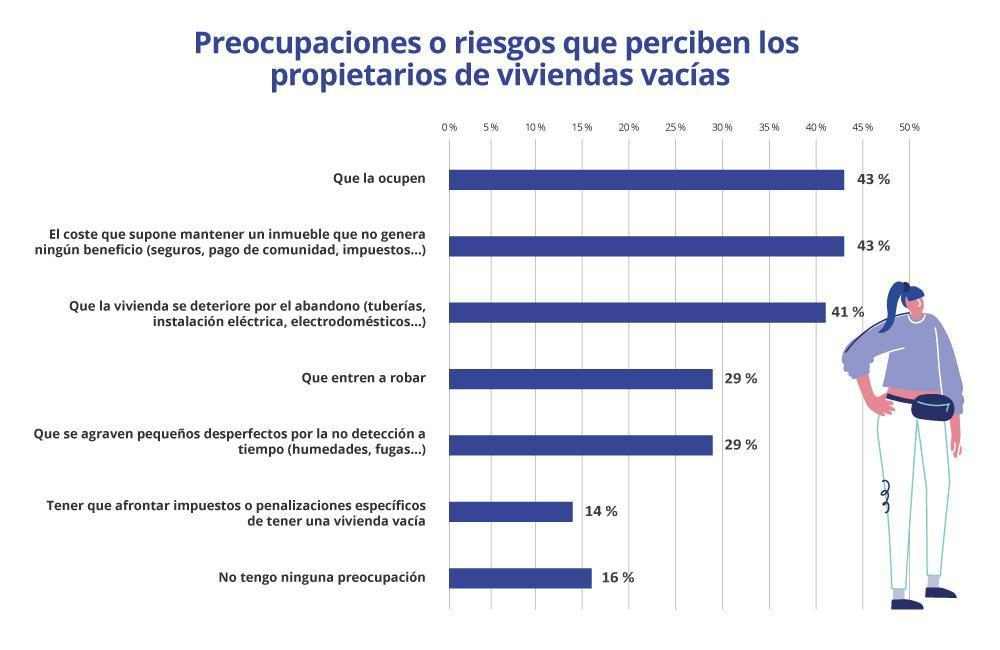 Preocupaciones o riesgos que perciben los
propietarios de viviendas vacías
0 % 5 % 10 % 15 % 20 % 25 % 30 % 35 % 40 % 45 % 50 %
Que la ocupen 43 %
El coste que supone mantener un inmueble que no genera
ningún beneficio (seguros, pago de comunidad, impuestos...) 43 %
Que la vivienda se deteriore por el abandono (tuberías,
instalación eléctrica, electrodomésticos...) 41 %
Que entren a robar 29 %
Que se agraven pequeños desperfectos por la no detección a
tiempo (humedades, fugas...) 29 %
Tener que afrontar impuestos o penalizaciones específicos
de tener una vivienda vacía 14 %
No tengo ninguna preocupación 16 %